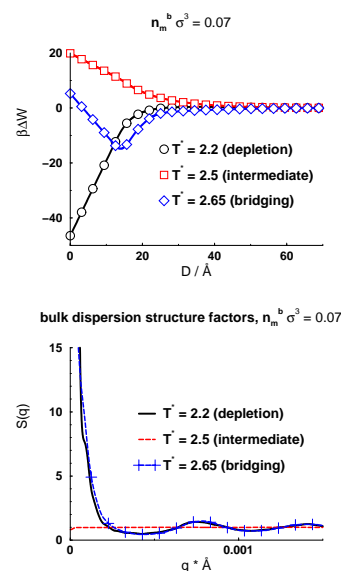 n_m^b σ^3 = 0.07
20
0
-20
-40
βΔW
T* = 2.2 (depletion)
T* = 2.5 (intermediate)
T* = 2.65 (bridging)
0 20 40 60
D / Å
bulk dispersion structure factors, n_m^b σ^3 = 0.07
15
10
5
0
S(q)
T* = 2.2 (depletion)
T* = 2.5 (intermediate)
T* = 2.65 (bridging)
0 0.001
q * Å